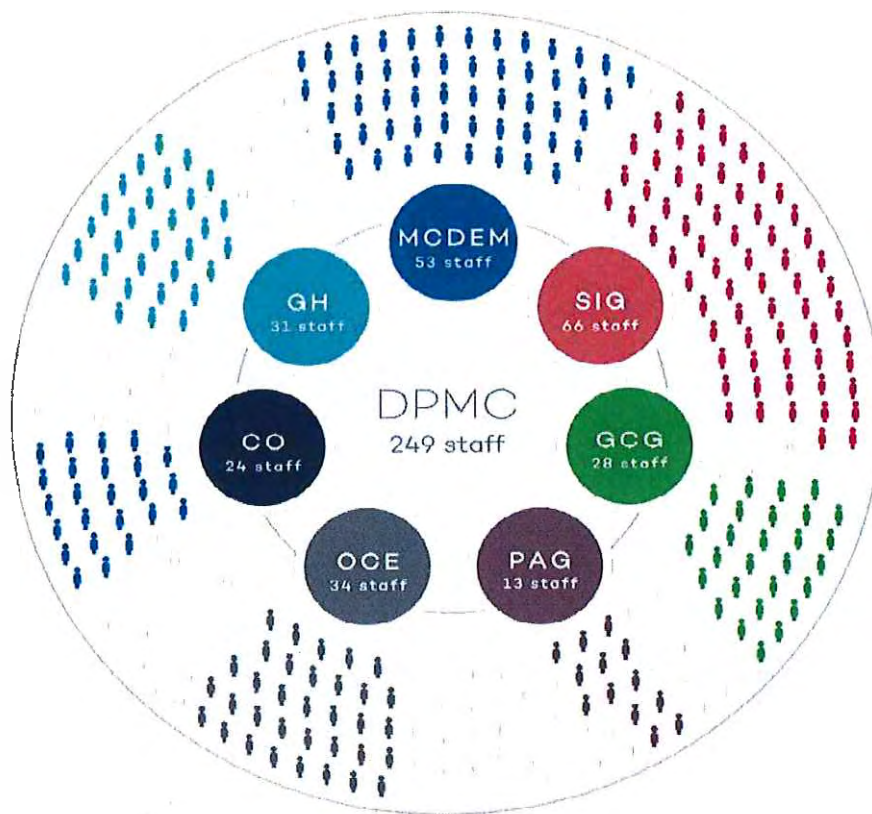 MCDEM
53 staff
GH
31 staff
SIG
66 staff
DPMC
249 staff
CO
24 staff
GCG
28 staff
OCE
34 staff
PAG
13 staff